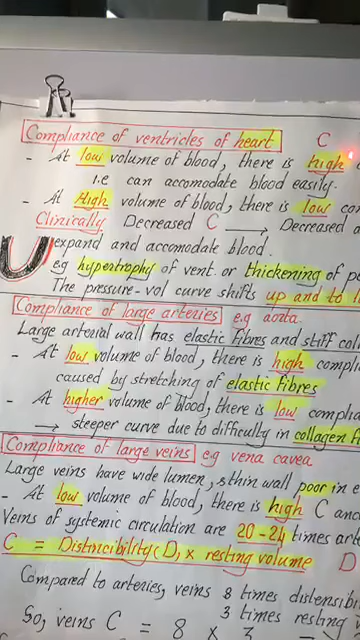 Compliance of ventricles of heart C
- At low volume of blood, there is high
i.e can accomodate blood easily.
- At High volume of blood, there is low
Clinically Decreased C → Decreased
expand and accomodate blood.
e.g hypertrophy of vent. or thickening of
The pressure-vol curve shifts up and to
Compliance of large arteries e.g aorta.
Large arterial wall has elastic fibres and stiff
- At low volume of blood, there is high
caused by stretching of elastic fibres
- At higher volume of blood, there is low
→ steeper curve due to difficulty in collagen
Compliance of large veins e.g vena cavea
Large veins have wide lumen, thin wall poor in
- At low volume of blood, there is high C
Veins of systemic circulation are 20-24 times
C = Distincibility (D) x resting volume
D
Compared to arteries, veins 8 times
3 times resting
So, veins C = 8 x 3